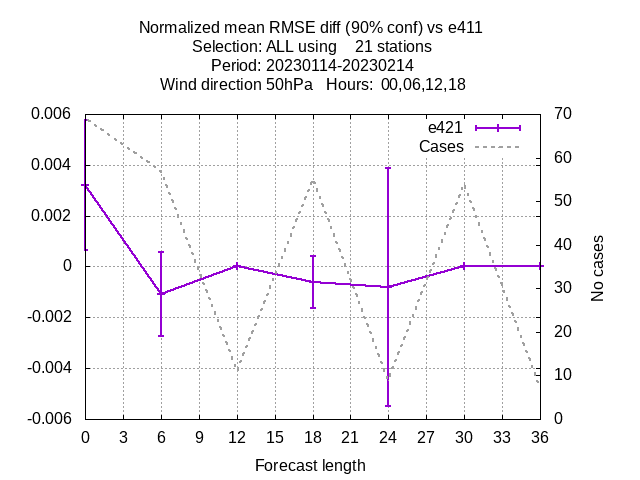 Normalized mean RMSE diff (90% conf) vs e411
Selection: ALL using    21 stations
Period: 20230114-20230214
Wind direction 50hPa   Hours:  00,06,12,18
e421
Cases
0.006
0.004
0.002
0
-0.002
-0.004
-0.006
70
60
50
40
30
20
10
0
No cases
0 3 6 9 12 15 18 21 24 27 30 33 36
Forecast length